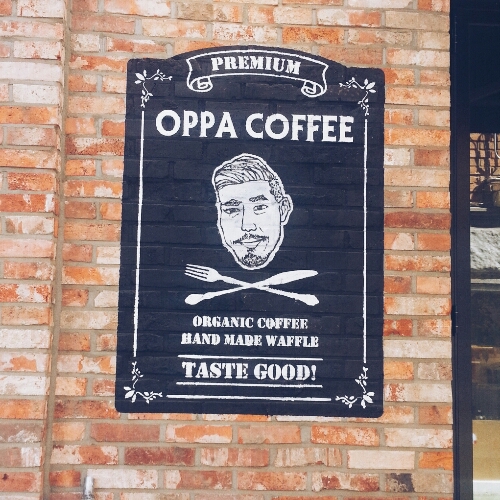 PREMIUM
OPPA COFFEE
ORGANIC COFFEE
HAND MADE WAFFLE
TASTE GOOD!